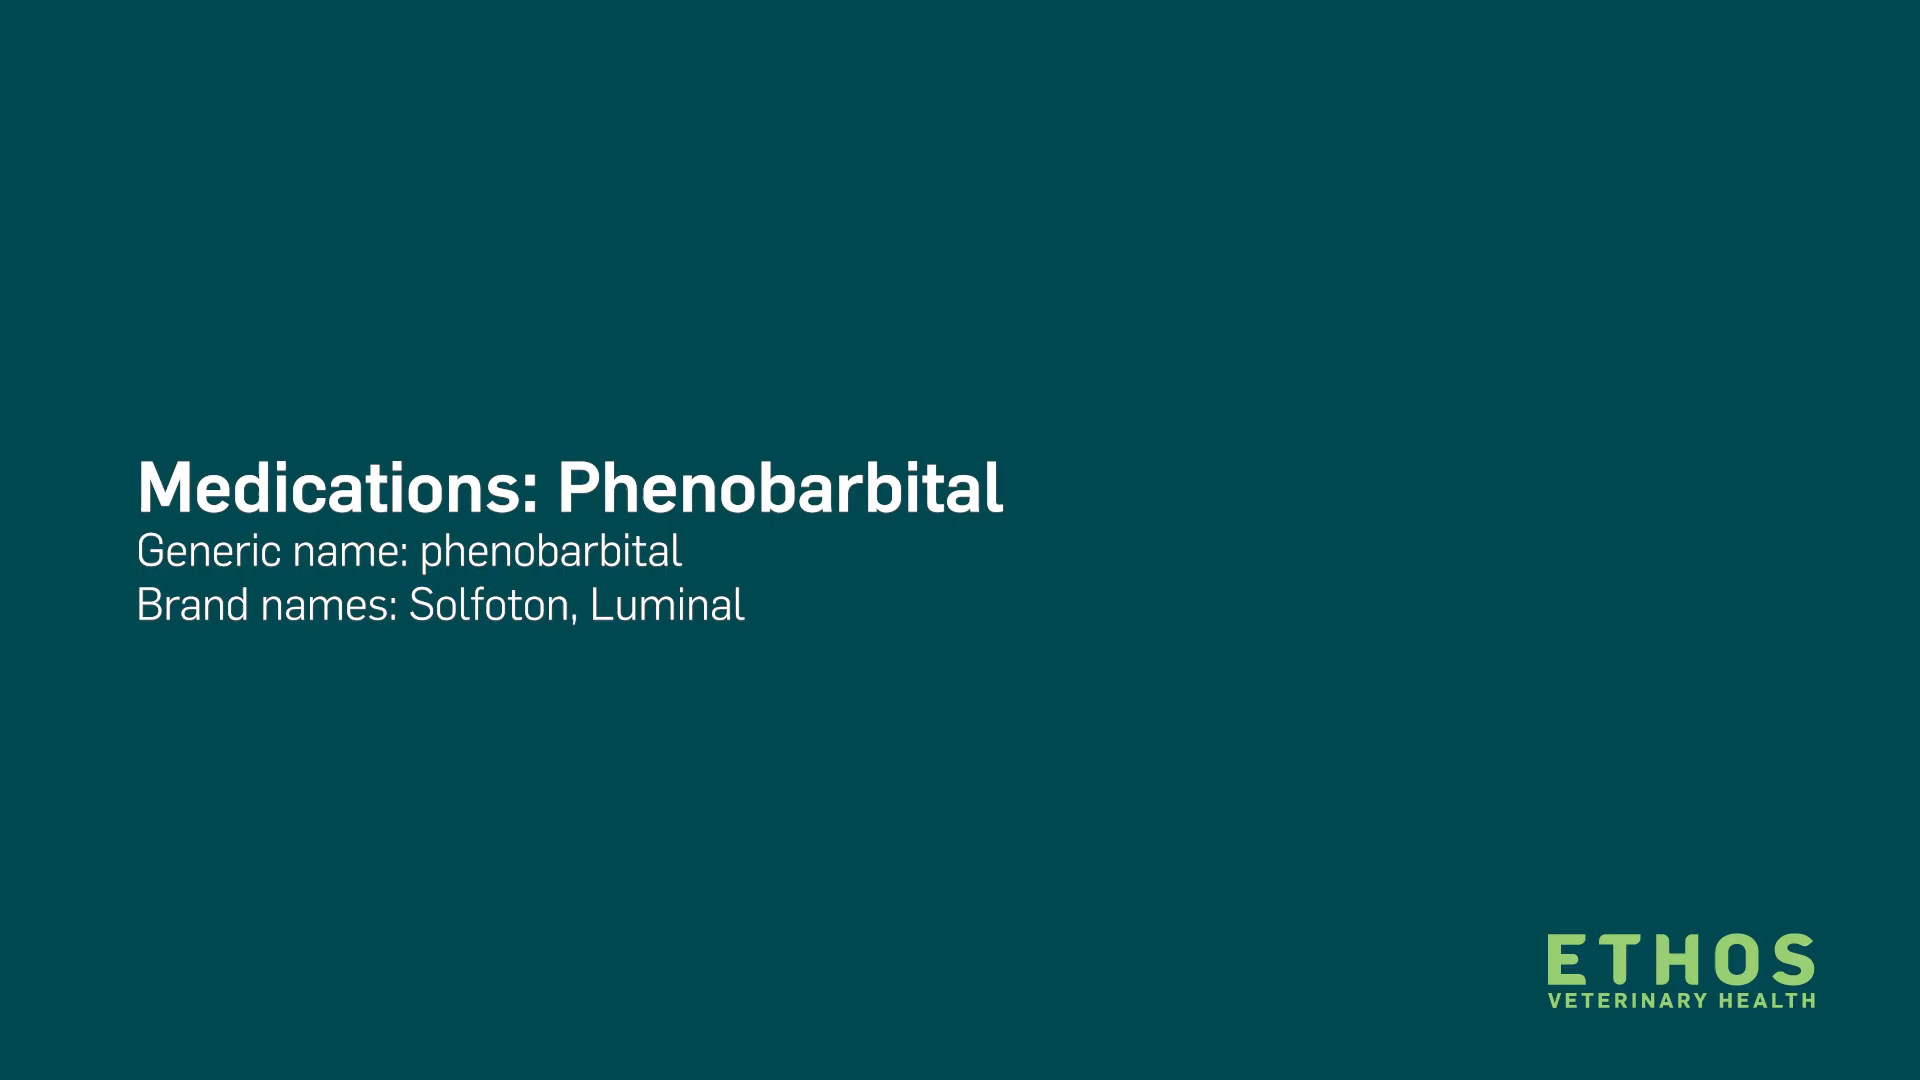 Medications: Phenobarbital
Generic name: phenobarbital
Brand names: Solfoton, Luminal
ETHOS
VETERINARY HEALTH